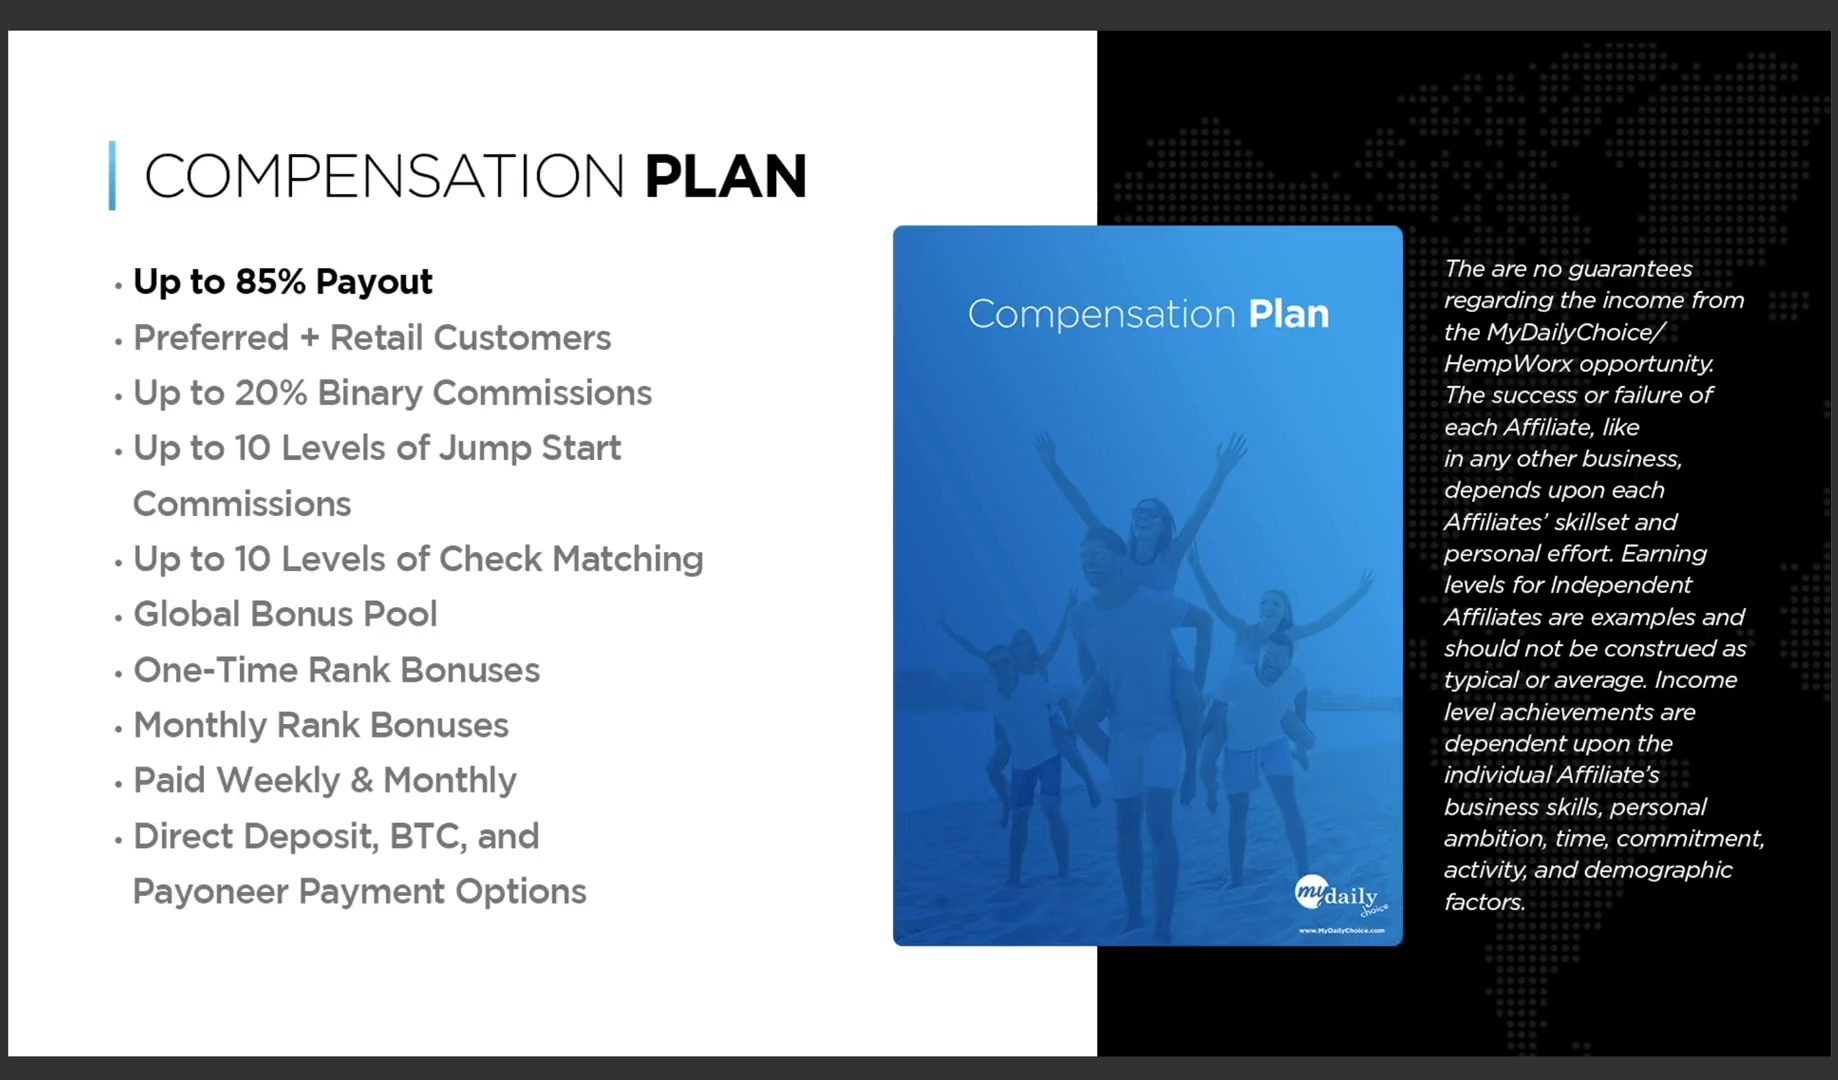 COMPENSATION PLAN
• Up to 85% Payout
• Preferred + Retail Customers
• Up to 20% Binary Commissions
• Up to 10 Levels of Jump Start
Commissions
• Up to 10 Levels of Check Matching
• Global Bonus Pool
• One-Time Rank Bonuses
• Monthly Rank Bonuses
• Paid Weekly & Monthly
• Direct Deposit, BTC, and
Payoneer Payment Options
Compensation Plan
my daily
choice
www.MyDailyChoice.com
The are no guarantees
regarding the income from
the MyDailyChoice/
HempWorx opportunity.
The success or failure of
each Affiliate, like
in any other business,
depends upon each
Affiliates’ skillset and
personal effort. Earning
levels for Independent
Affiliates are examples and
should not be construed as
typical or average. Income
level achievements are
dependent upon the
individual Affiliate’s
business skills, personal
ambition, time, commitment,
activity, and demographic
factors.